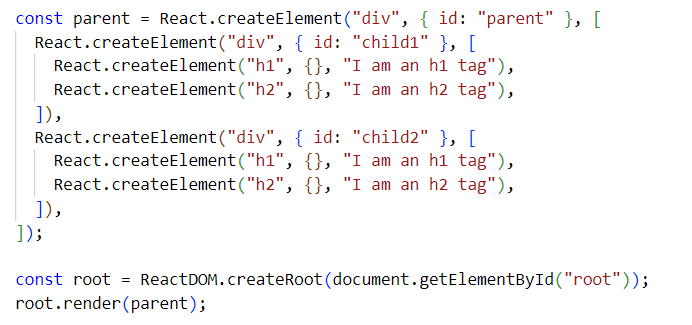 const parent = React.createElement("div", { id: "parent" }, [
  React.createElement("div", { id: "child1" }, [
    React.createElement("h1", {}, "I am an h1 tag"),
    React.createElement("h2", {}, "I am an h2 tag"),
  ]),
  React.createElement("div", { id: "child2" }, [
    React.createElement("h1", {}, "I am an h1 tag"),
    React.createElement("h2", {}, "I am an h2 tag"),
  ]),
]);

const root = ReactDOM.createRoot(document.getElementById("root"));
root.render(parent);